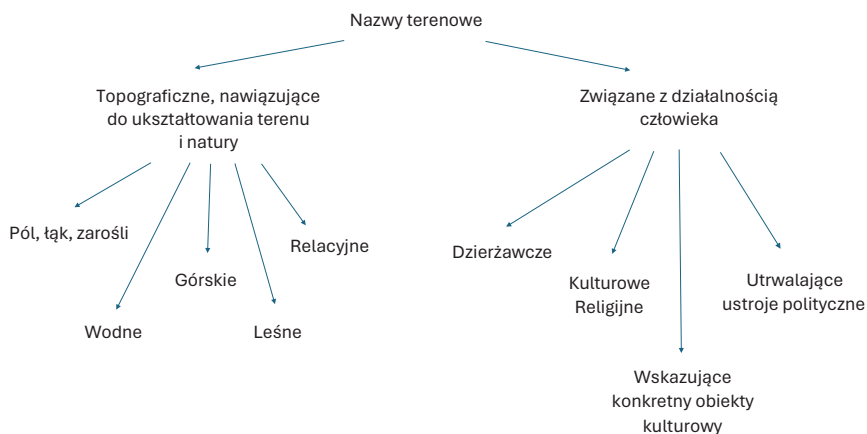 Nazwy terenowe
Topograficzne, nawiązujące
do ukształtowania terenu
i natury
Związane z działalnością
człowieka
Pól, łąk, zarośli
Wodne
Górskie
Leśne
Relacyjne
Dzierżawcze
Kulturowe
Religijne
Wskazujące
konkretny obiekty
kulturowy
Utrwalające
ustroje polityczne